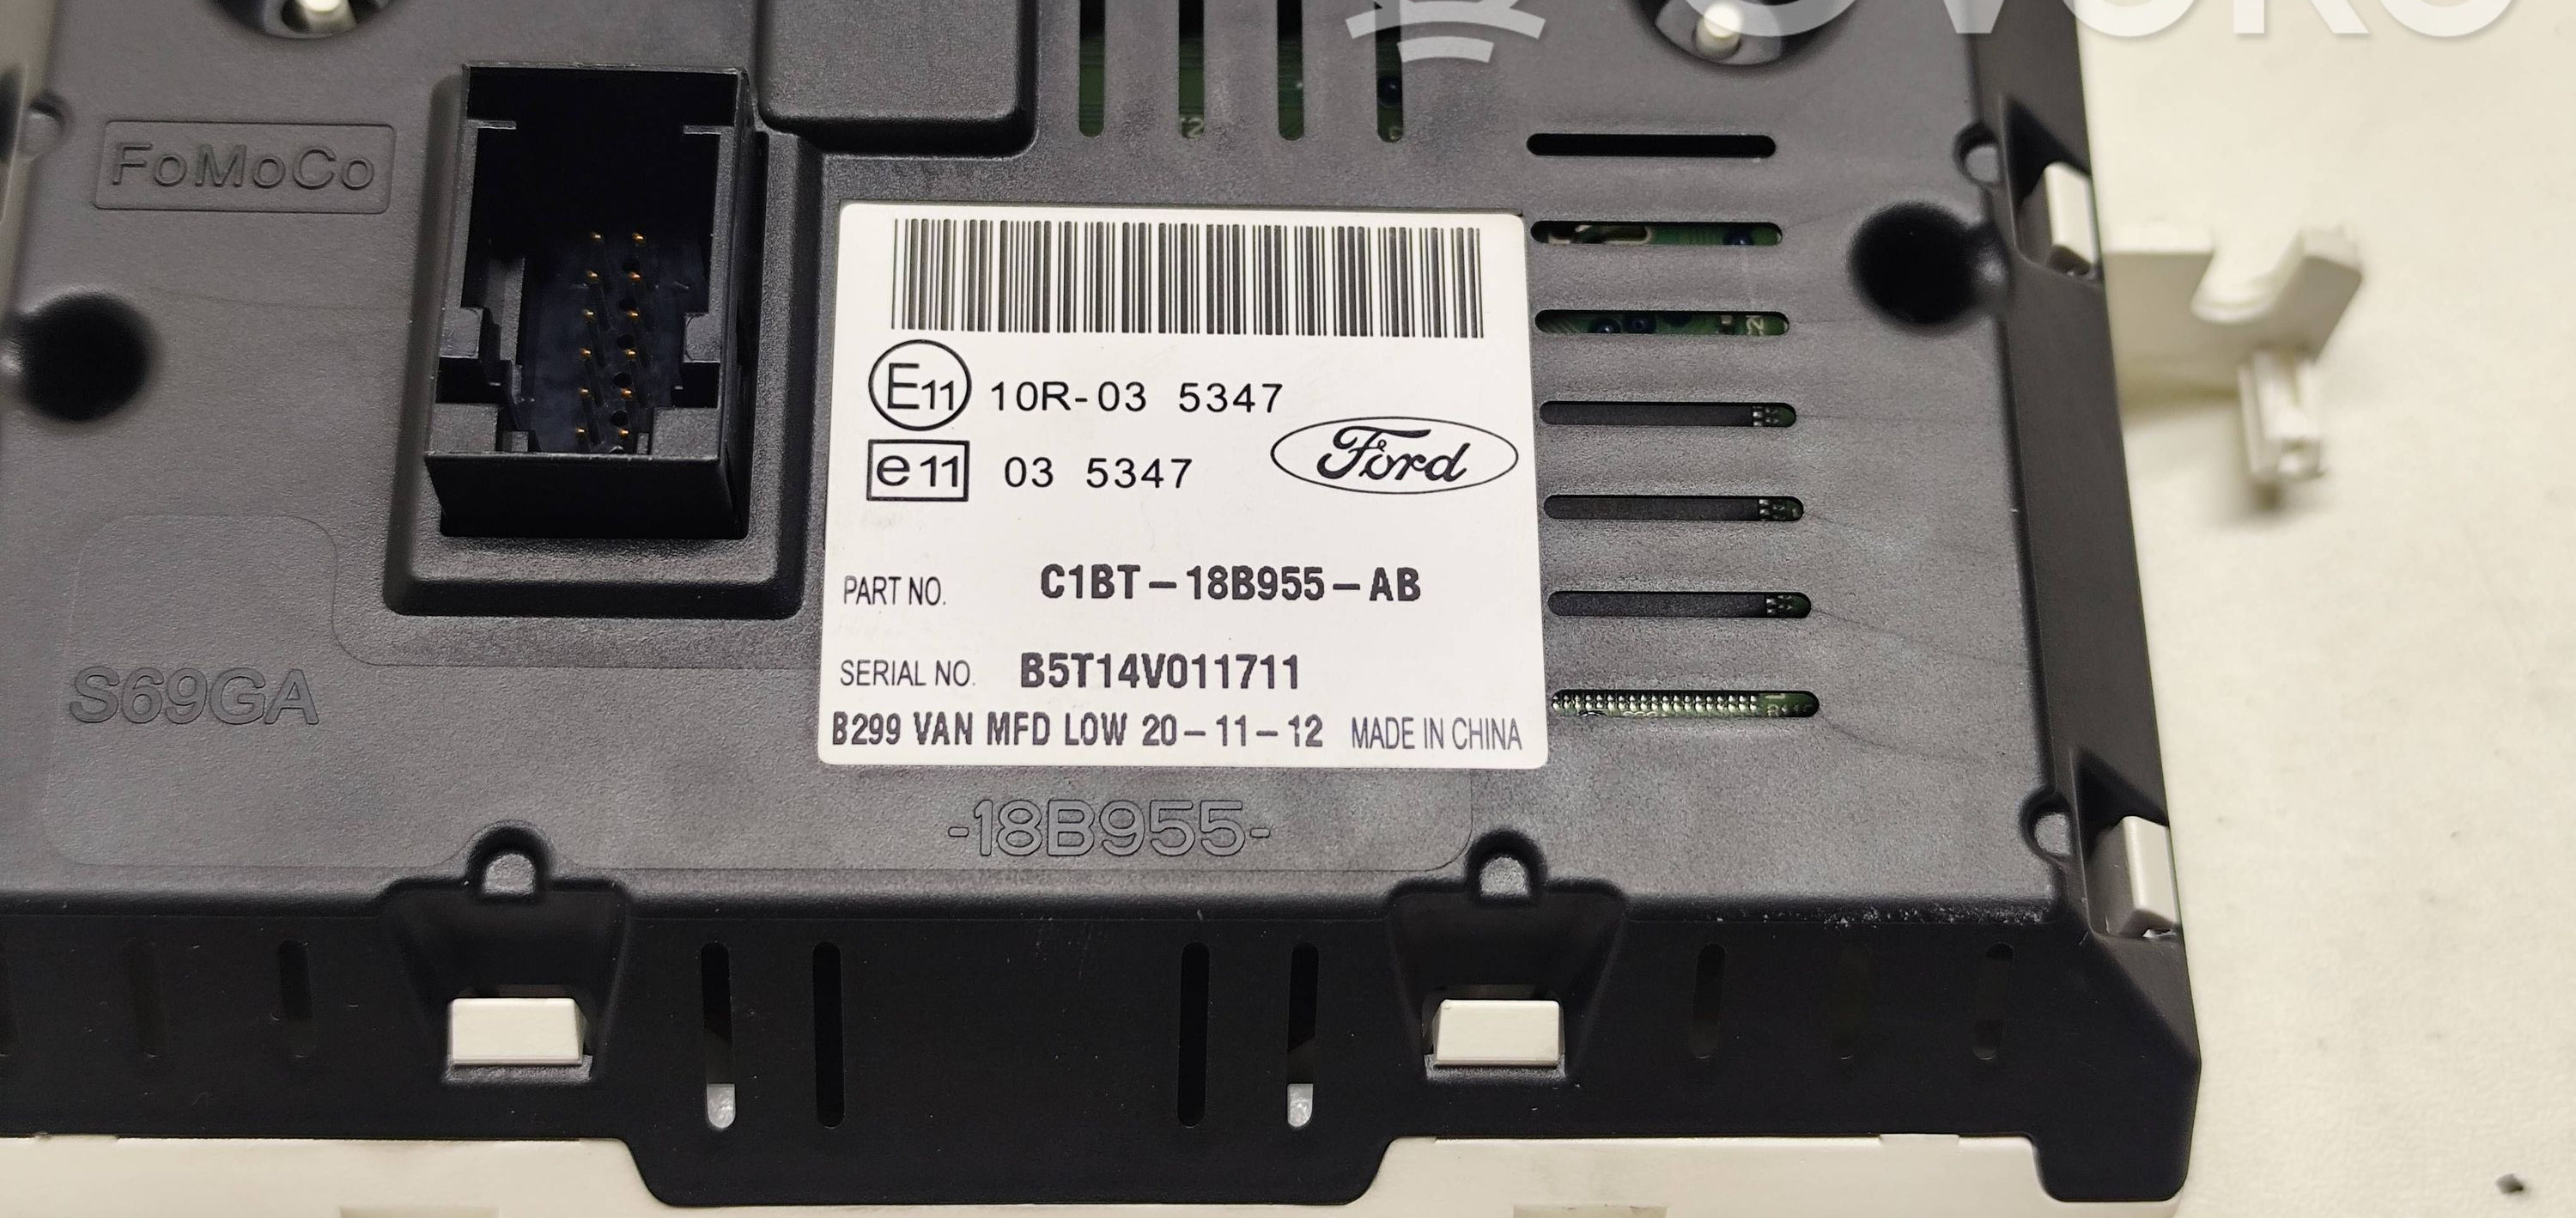 FoMoCo
E11 10R-03 5347
e11 03 5347
Ford
PART NO. C1BT-18B955-AB
SERIAL NO. B5T14V011711
B299 VAN MFD LOW 20-11-12 MADE IN CHINA
S69GA
-18B955-